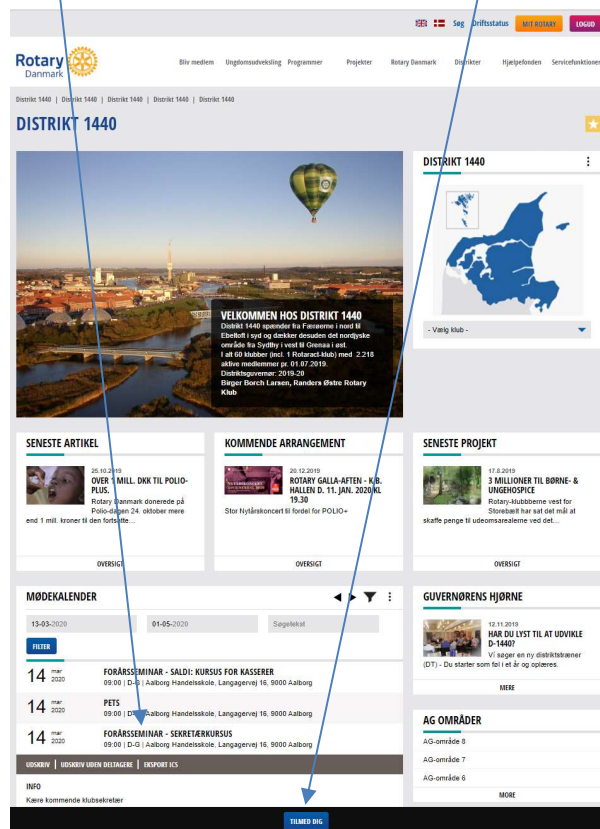 Søg Driftsstatus MIT ROTARY LOGUD
Rotary
Danmark
Bliv medlem Ungdomsudveksling Programmer Projekter Rotary Danmark Distrikter Hjælpefonden Servicefunktioner
Distrikt 1440 | Distrikt 1440 | Distrikt 1440 | Distrikt 1440 | Distrikt 1440
DISTRIKT 1440
VELKOMMEN HOS DISTRIKT 1440
Distrikt 1440 spænder fra Færøerne i nord til
Ebeltoft i syd og dækker desuden det nordjyske
område fra Sydthy i vest til Grenaa i øst.
I alt 60 klubber (incl. 1 Rotaract-klub) med 2.218
aktive medlemmer pr. 01.07.2019.
Distriktsguvernør: 2019-20
Birger Borch Larsen, Randers Østre Rotary
Klub
DISTRIKT 1440
- Vælg klub -
SENESTE ARTIKEL
25.10.2019
OVER 1 MILL. DKK TIL POLIO-
PLUS.
Rotary Danmark donerede på
Polio-dagen 24. oktober mere
end 1 mill. kroner til den fortsatte...
OVERSIGT
KOMMENDE ARRANGEMENT
20.12.2019
ROTARY GALLA-AFTEN - K.B.
HALLEN D. 11. JAN. 2020 KL
19.30
Stor Nytårskoncert til fordel for POLIO+
OVERSIGT
SENESTE PROJEKT
17.8.2019
3 MILLIONER TIL BØRNE- &
UNGEHOSPICE
Rotary-klubbberne vest for
Storebælt har sat det mål at
skaffe penge til udeomsarealerne ved det...
OVERSIGT
MØDEKALENDER
13-03-2020 01-05-2020 Søgetekst
FILTER
14 mar 2020 FORÅRSSEMINAR - SALDI: KURSUS FOR KASSERER
09:00 | D-G | Aalborg Handelsskole, Langagervej 16, 9000 Aalborg
14 mar 2020 PETS
09:00 | D-G | Aalborg Handelsskole, Langagervej 16, 9000 Aalborg
14 mar 2020 FORÅRSSEMINAR - SEKRETÆRKURSUS
09:00 | D-G | Aalborg Handelsskole, Langagervej 16, 9000 Aalborg
UDSKRIV | UDSKRIV UDEN DELTAGERE | EKSPORT ICS
INFO
Kære kommende klubsekretær
GUVERNØRENS HJØRNE
12.11.2019
HAR DU LYST TIL AT UDVIKLE
D-1440?
Vi søger en ny distriktstræner
(DT) - Du starter som føl i et år og oplæres.
MERE
AG OMRÅDER
AG-område 8
AG-område 7
AG-område 6
MORE
TILMED DIG